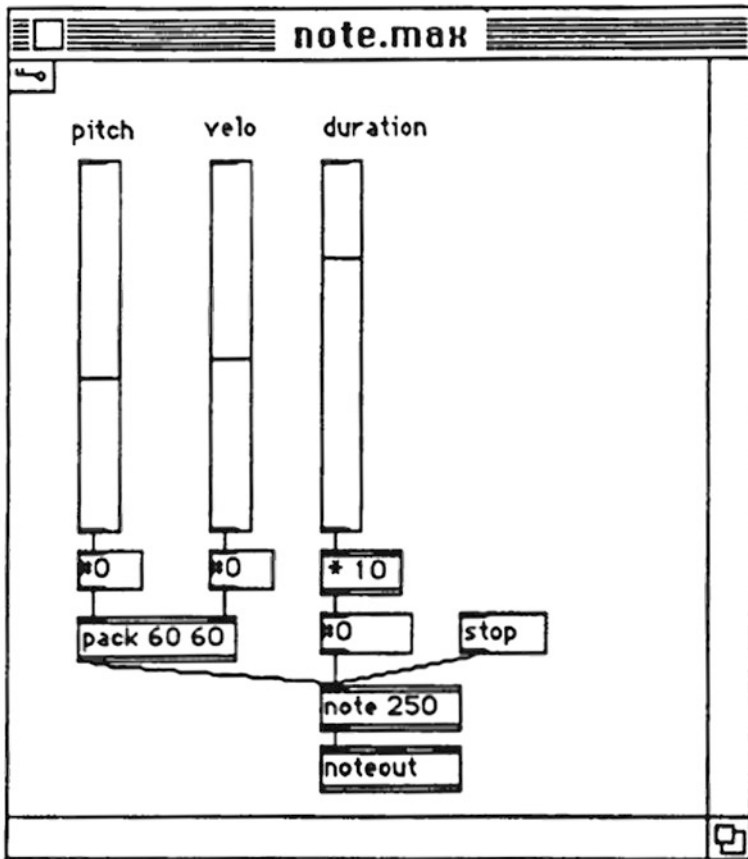 note.max
pitch velo duration
*0 *0 * 10
pack 60 60 *0 stop
note 250
noteout